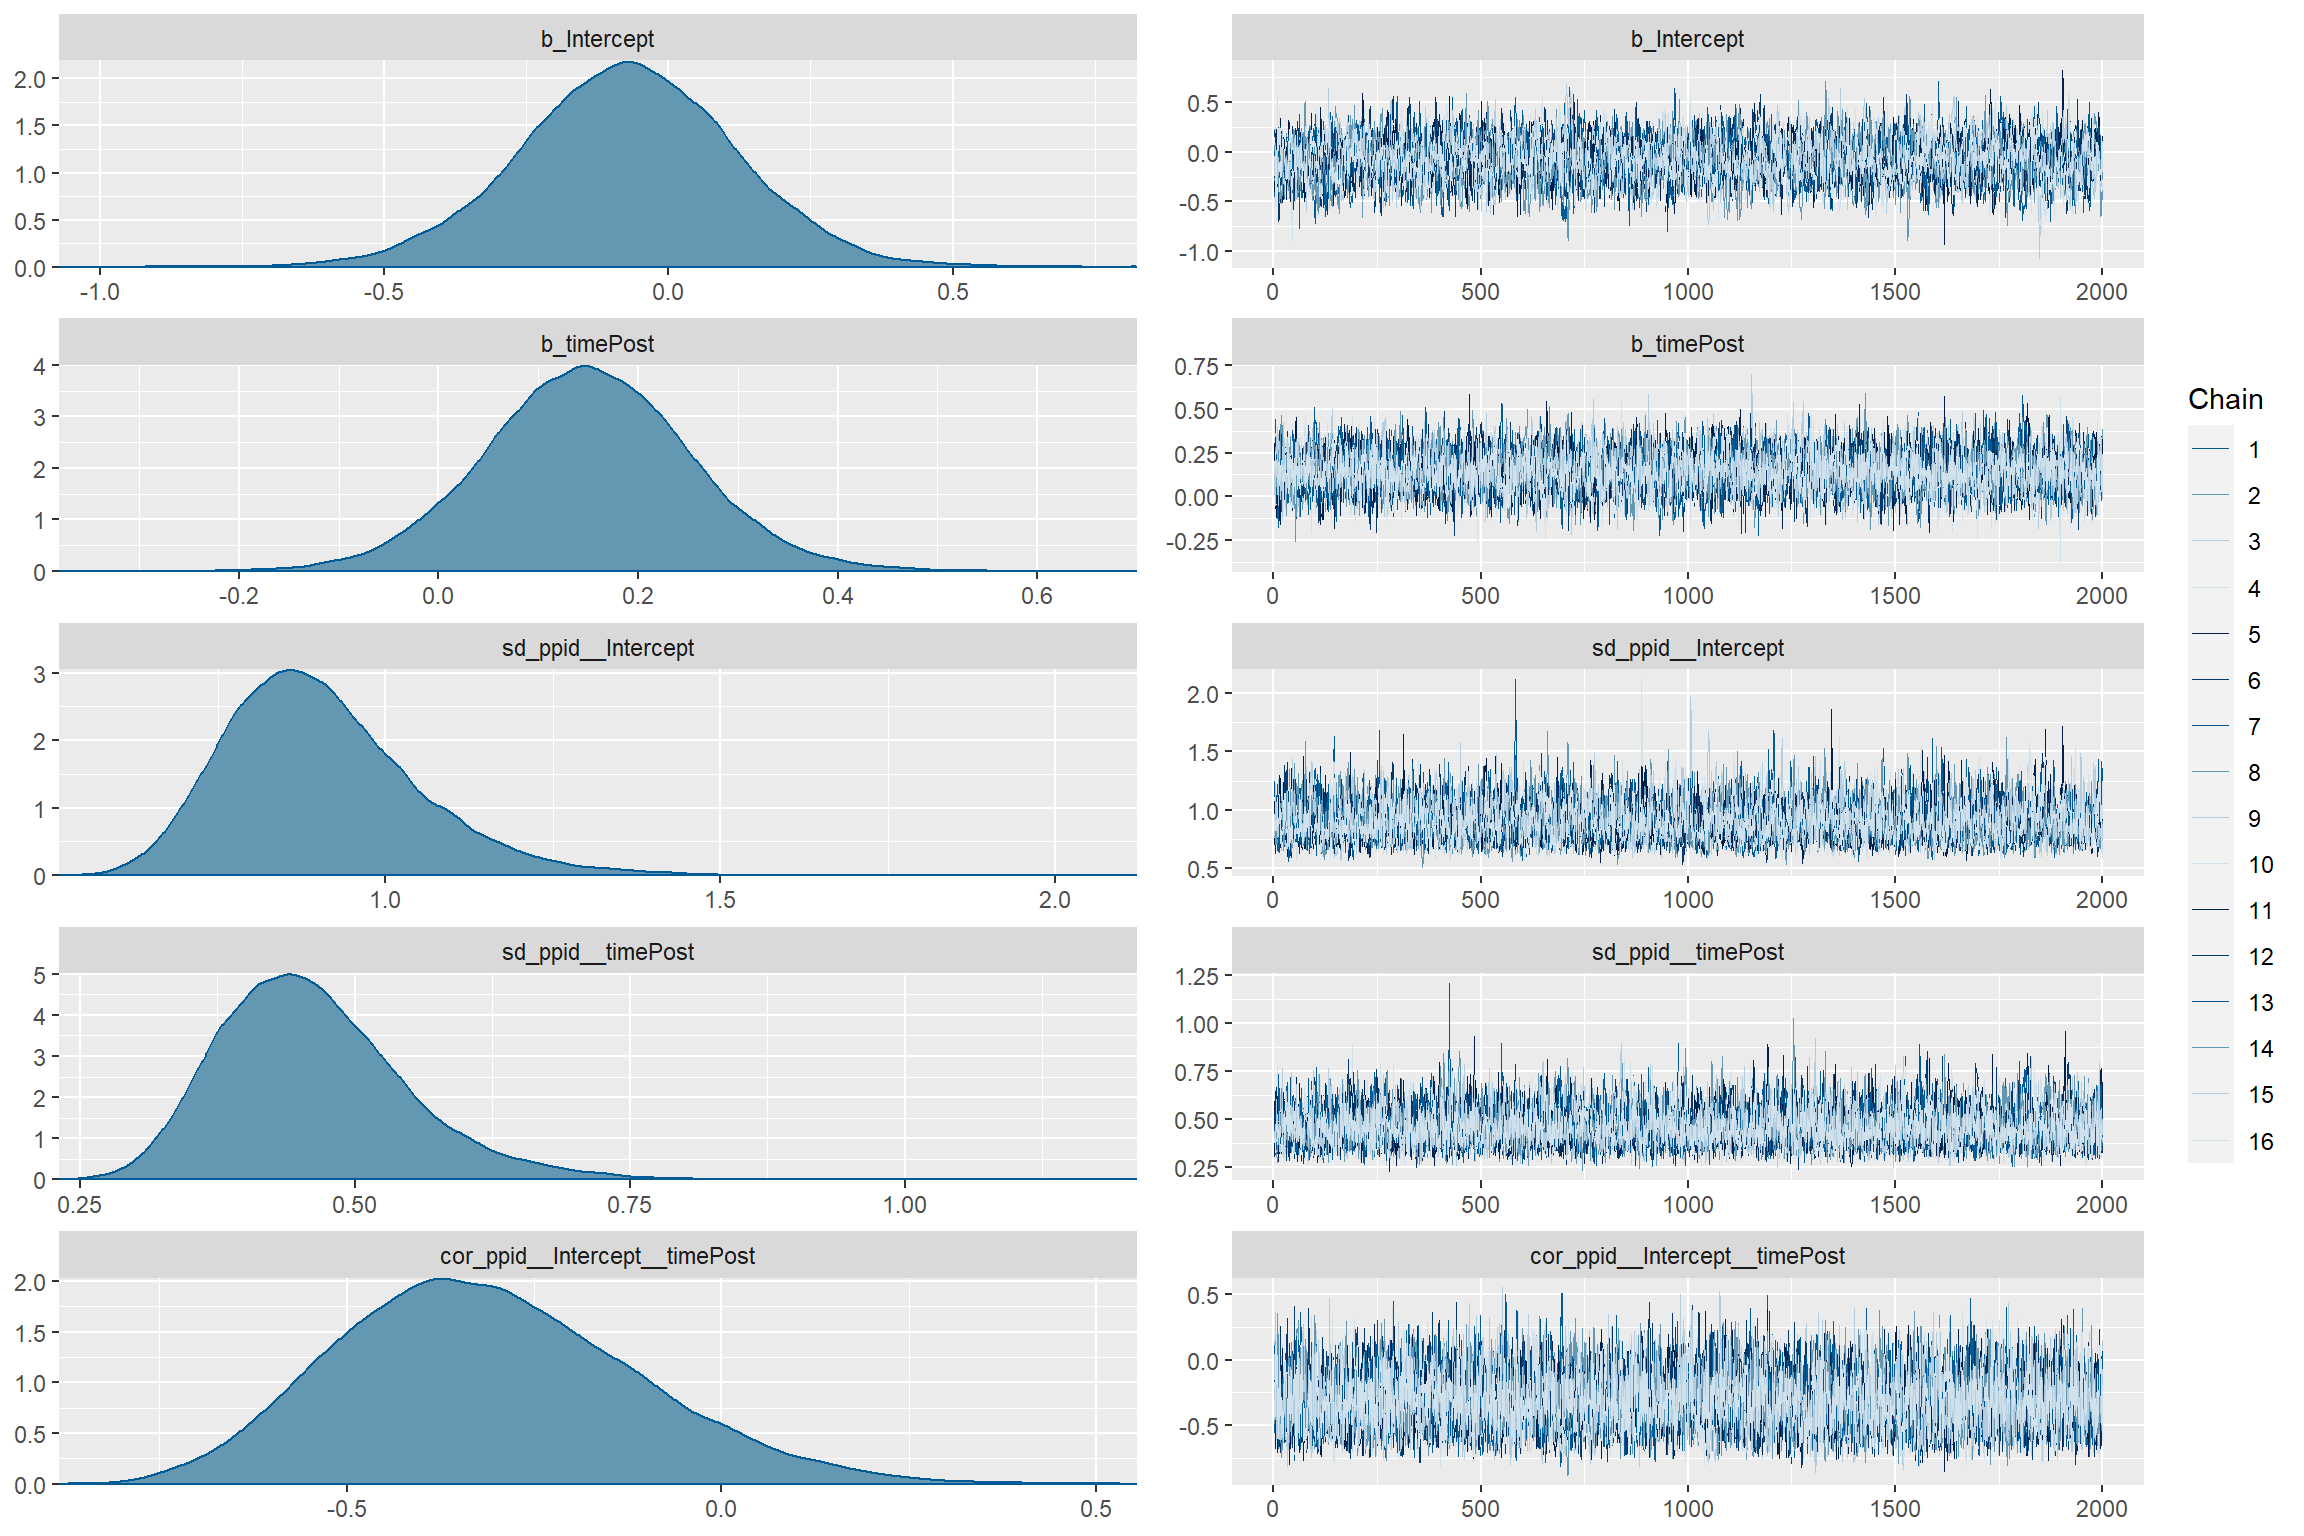 b_Intercept
2.0
1.5
1.0
0.5
0.0
-1.0 -0.5 0.0 0.5
b_Intercept
0.5
0.0
-0.5
-1.0
0 500 1000 1500 2000
b_timePost
4
3
2
1
0
-0.2 0.0 0.2 0.4 0.6
b_timePost
0.75
0.50
0.25
0.00
-0.25
0 500 1000 1500 2000
sd_ppid__Intercept
3
2
1
0
1.0 1.5 2.0
sd_ppid__Intercept
2.0
1.5
1.0
0.5
0 500 1000 1500 2000
sd_ppid__timePost
5
4
3
2
1
0
0.25 0.50 0.75 1.00
sd_ppid__timePost
1.25
1.00
0.75
0.50
0.25
0 500 1000 1500 2000
cor_ppid__Intercept__timePost
2.0
1.5
1.0
0.5
0.0
-0.5 0.0 0.5
cor_ppid__Intercept__timePost
0.5
0.0
-0.5
0 500 1000 1500 2000
Chain
1
2
3
4
5
6
7
8
9
10
11
12
13
14
15
16